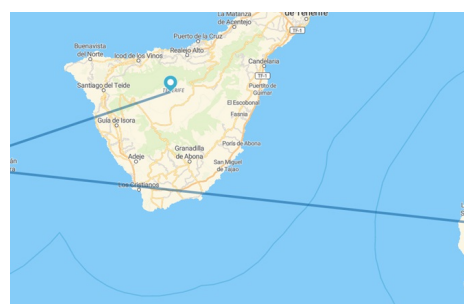 La Matanza
de Acentejo
de Tenerife
TF-1
Puerto de la Cruz
Buenavista
del Norte
Icod de los Vinos
Realejo Alto
Candelaria
TF-1
Santiago del Teide
Puertito de
Güímar
El Escobonal
Guía de Isora
Fasnia
Porís de Abona
Granadilla
de Abona
Adeje
San Miguel
de Tajao
Los Cristianos